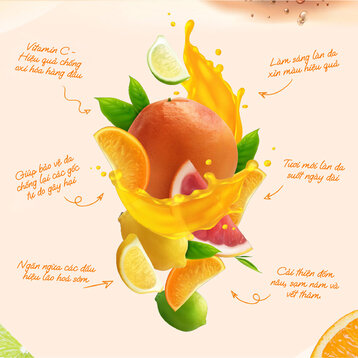 Vitamin C -
Hiệu quả chống
oxi hóa hàng đầu
Làm sáng làn da
xỉn màu hiệu quả
Giúp bảo vệ da
chống lại các gốc
tự do gây hại
Tươi mới làn da
suốt ngày dài
Ngăn ngừa các dấu
hiệu lão hoá sớm
Cải thiện đốm
nâu, sạm nám và
vết thâm